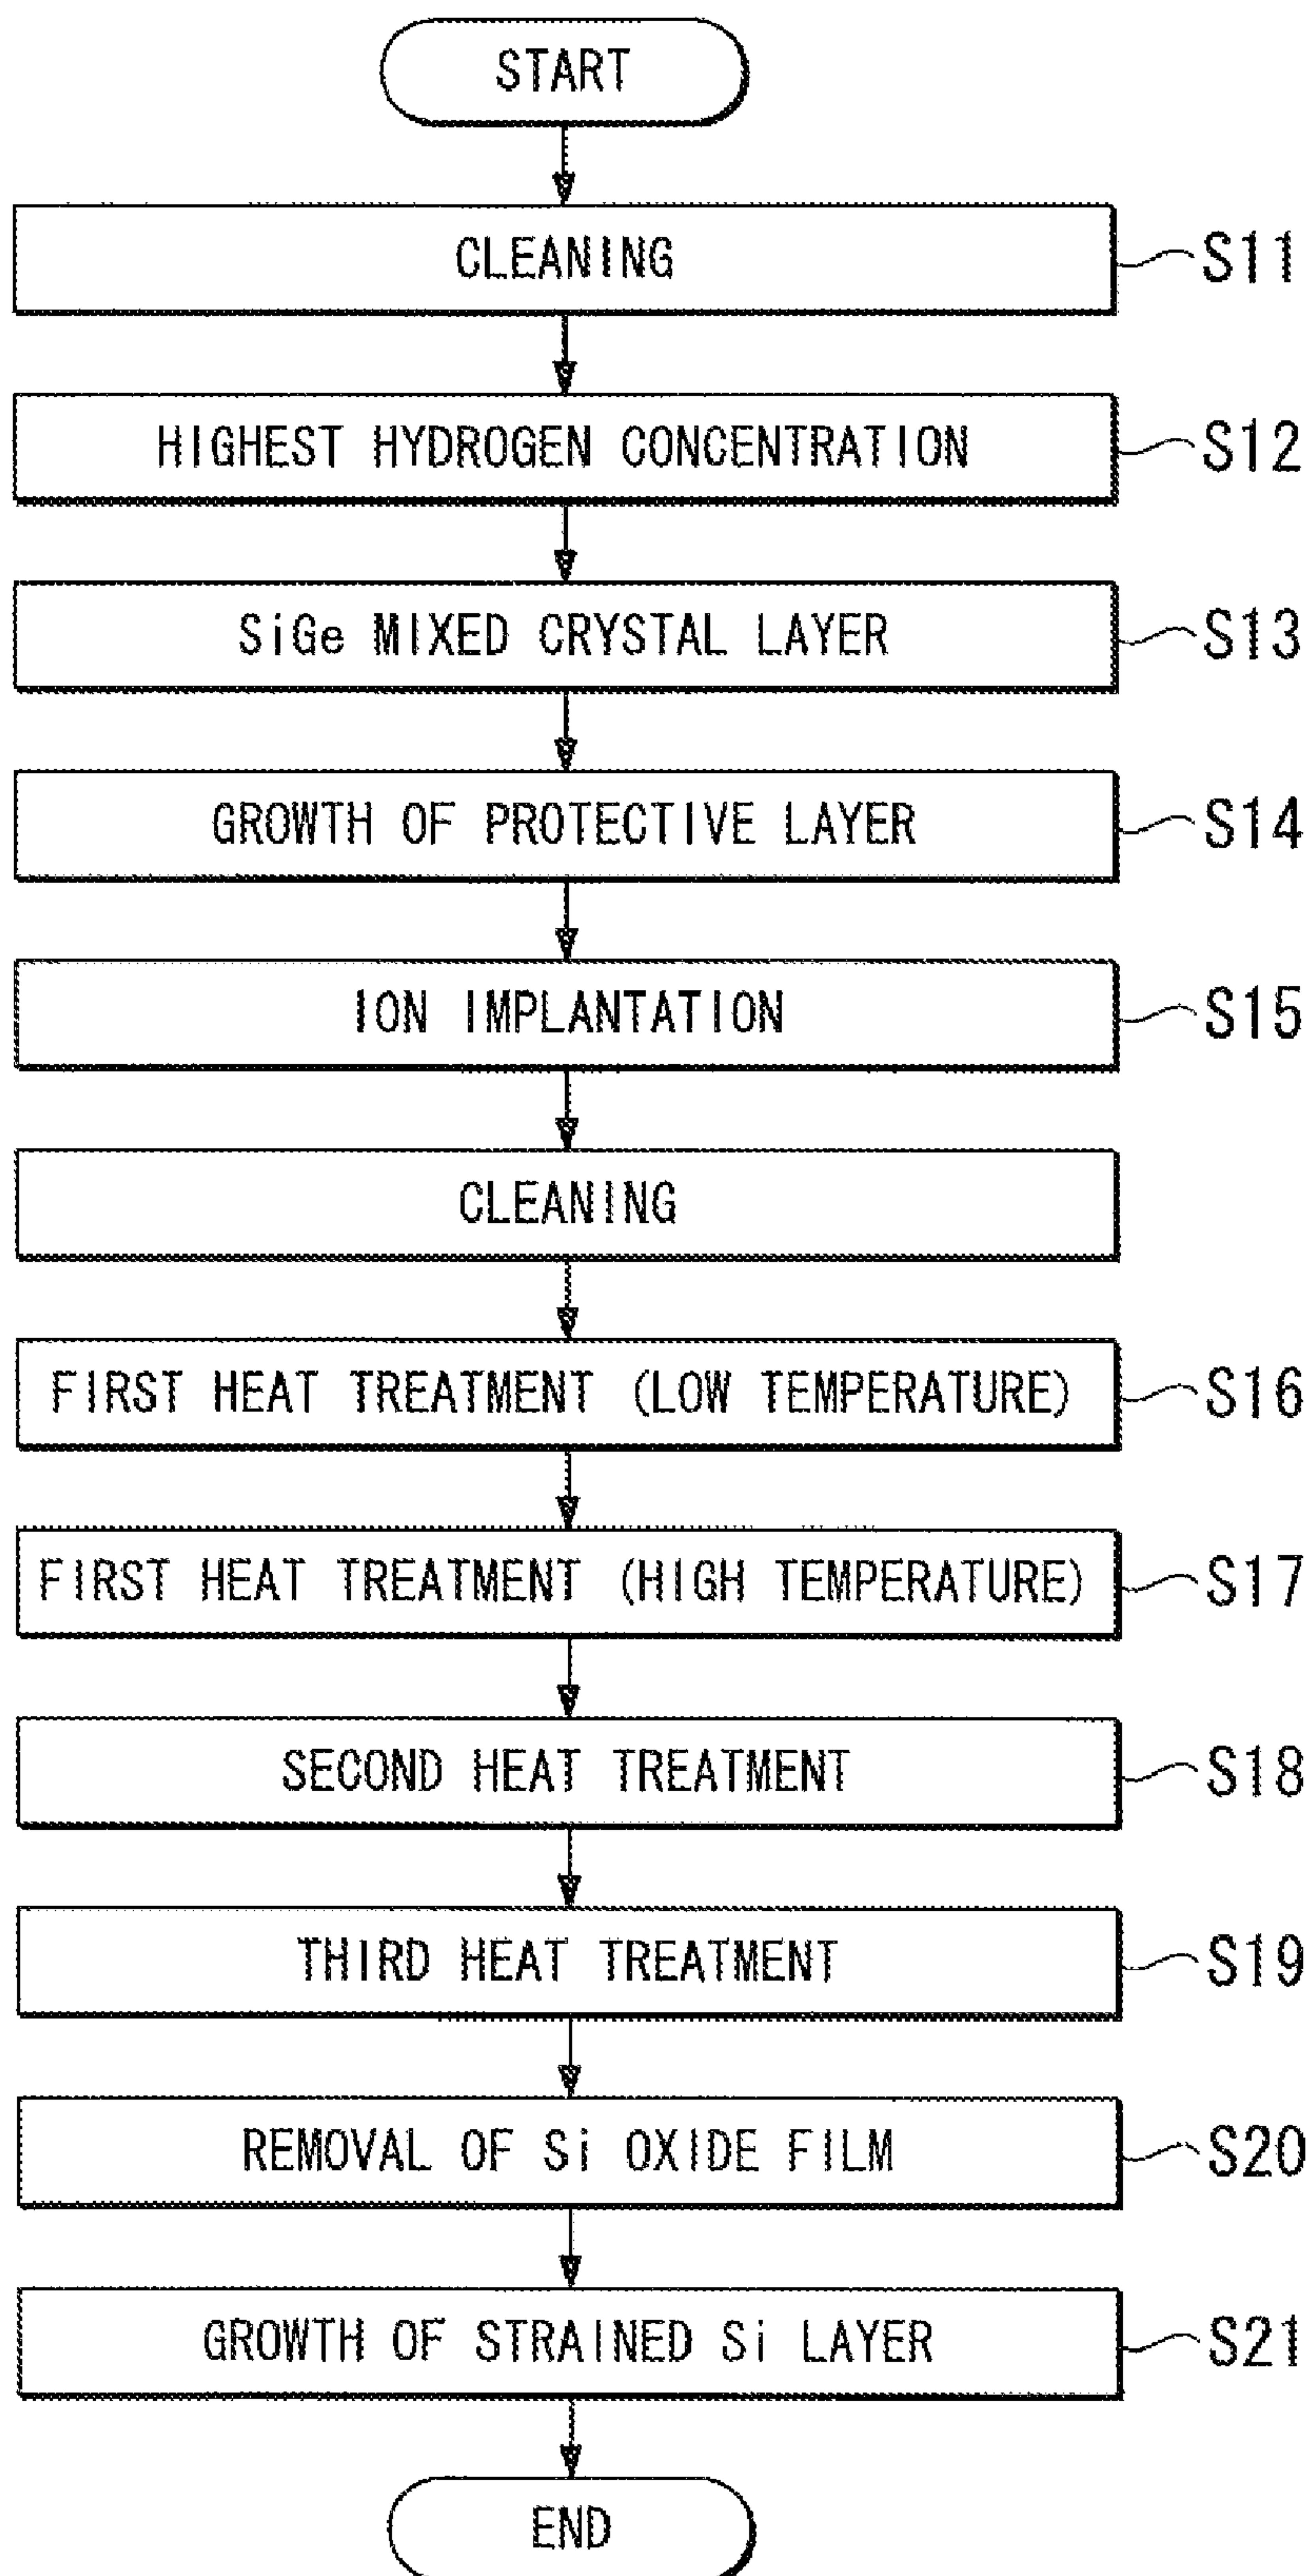 START
CLEANING S11
HIGHEST HYDROGEN CONCENTRATION S12
SiGe MIXED CRYSTAL LAYER S13
GROWTH OF PROTECTIVE LAYER S14
ION IMPLANTATION S15
CLEANING
FIRST HEAT TREATMENT (LOW TEMPERATURE) S16
FIRST HEAT TREATMENT (HIGH TEMPERATURE) S17
SECOND HEAT TREATMENT S18
THIRD HEAT TREATMENT S19
REMOVAL OF Si OXIDE FILM S20
GROWTH OF STRAINED Si LAYER S21
END